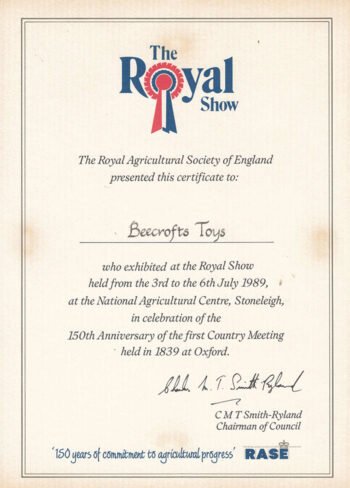 The
Royal
Show
The Royal Agricultural Society of England
presented this certificate to:
Beecrofts Toys
who exhibited at the Royal Show
held from the 3rd to the 6th July 1989,
at the National Agricultural Centre, Stoneleigh,
in celebration of the
150th Anniversary of the first Country Meeting
held in 1839 at Oxford.
Charles M. T. Smith Ryland
C M T Smith-Ryland
Chairman of Council
'150 years of commitment to agricultural progress' RASE